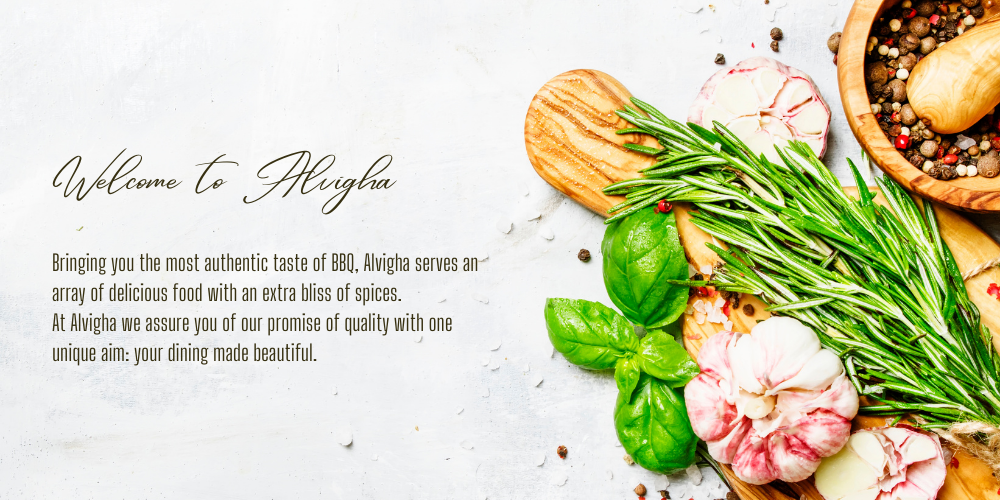 Welcome to Alvigha
Bringing you the most authentic taste of BBQ, Alvigha serves an
array of delicious food with an extra bliss of spices.
At Alvigha we assure you of our promise of quality with one
unique aim: your dining made beautiful.